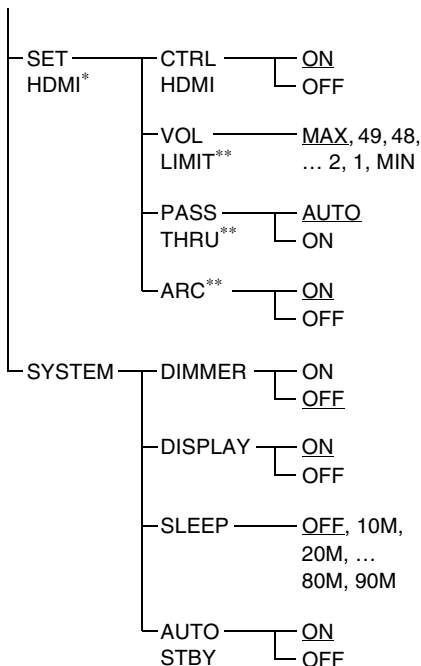 SET HDMI*
CTRL HDMI
ON
OFF
VOL LIMIT**
MAX, 49, 48,
… 2, 1, MIN
PASS THRU**
AUTO
ON
ARC**
ON
OFF
SYSTEM
DIMMER
ON
OFF
DISPLAY
ON
OFF
SLEEP
OFF, 10M,
20M, …
80M, 90M
AUTO STBY
ON
OFF